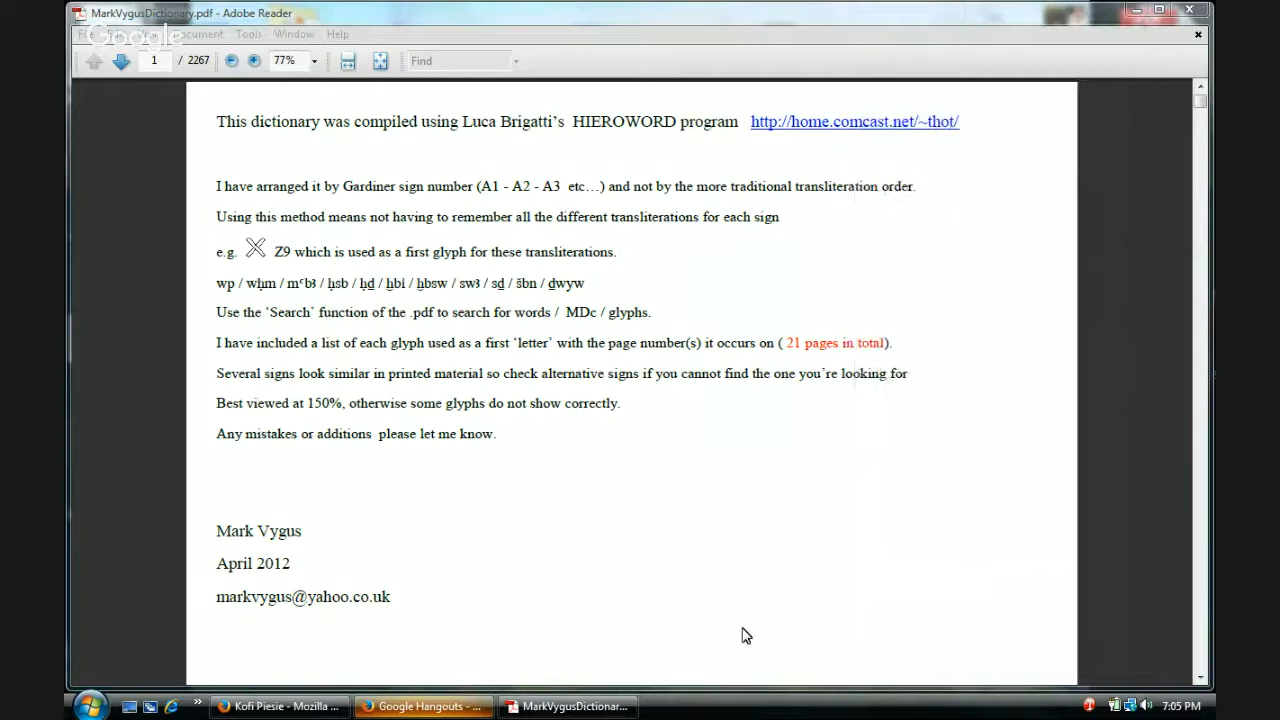 MarkVygusDictionary.pdf - Adobe Reader
Google
Document Tools Window Help
1 / 2267 77% Find
This dictionary was compiled using Luca Brigatti's HIEROWORD program http://home.comcast.net/~thot/
I have arranged it by Gardiner sign number (A1 - A2 - A3 etc…) and not by the more traditional transliteration order.
Using this method means not having to remember all the different transliterations for each sign
e.g. Z9 which is used as a first glyph for these transliterations.
wp / wḥm / mꜥbꜣ / ḥsb / ḥḏ / ẖbi / ẖbsw / swꜣ / sḏ / šbn / ḏwyw
Use the 'Search' function of the .pdf to search for words / MDc / glyphs.
I have included a list of each glyph used as a first 'letter' with the page number(s) it occurs on ( 21 pages in total).
Several signs look similar in printed material so check alternative signs if you cannot find the one you're looking for
Best viewed at 150%, otherwise some glyphs do not show correctly.
Any mistakes or additions please let me know.
Mark Vygus
April 2012
markvygus@yahoo.co.uk
Kofi Piesie - Mozilla ... Google Hangouts - ... MarkVygusDictionar... 7:05 PM